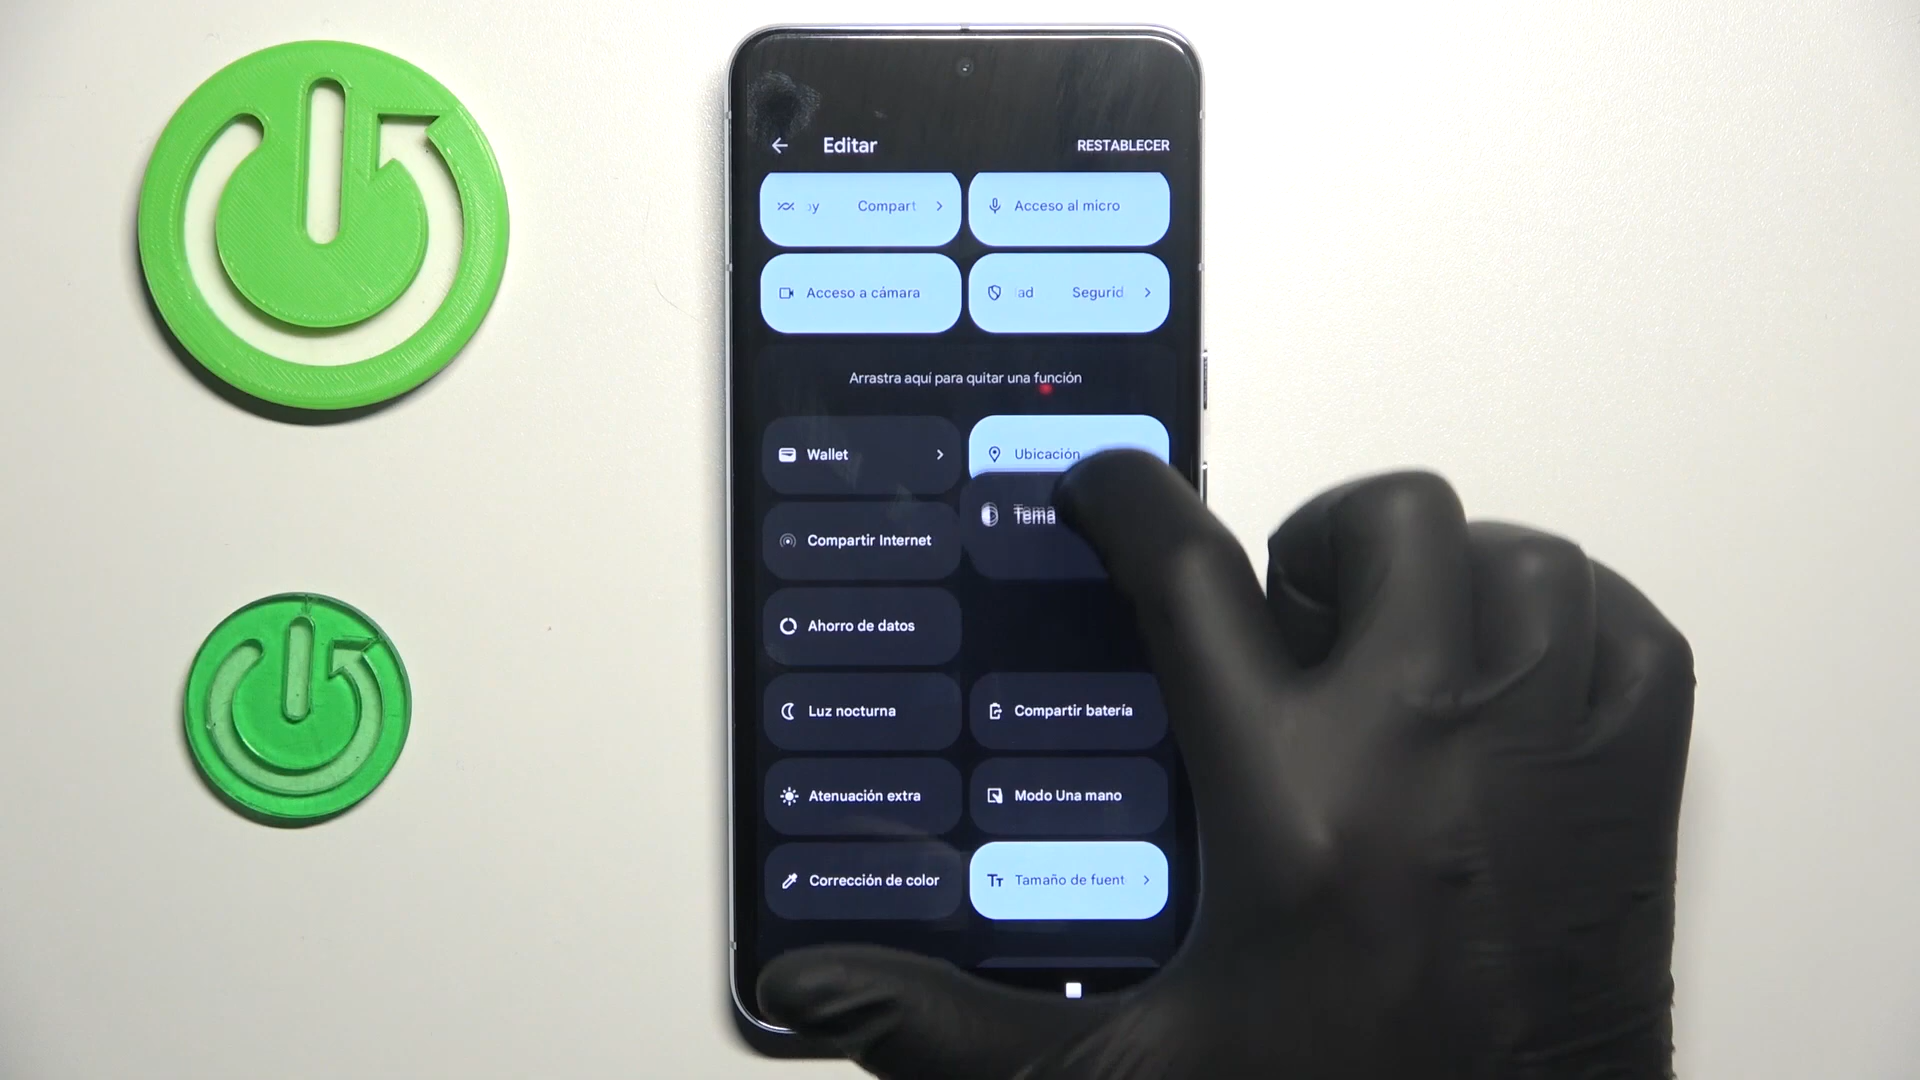 Editar
RESTABLECER
y Compart
Acceso al micro
Acceso a cámara
ad Segurid
Arrastra aquí para quitar una función
Wallet
Ubicación
Tema
Compartir Internet
Ahorro de datos
Luz nocturna
Compartir batería
Atenuación extra
Modo Una mano
Corrección de color
Tamaño de fuent